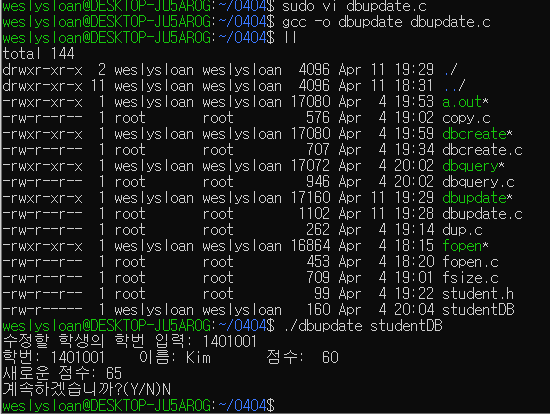 weslysloan@DESKTOP-JU5AROG:~/0404$ sudo vi dbupdate.c
weslysloan@DESKTOP-JU5AROG:~/0404$ gcc -o dbupdate dbupdate.c
weslysloan@DESKTOP-JU5AROG:~/0404$ ll
total 144
drwxr-xr-x  2 weslysloan weslysloan  4096 Apr 11 19:29 ./
drwxr-xr-x 11 weslysloan weslysloan  4096 Apr 11 18:31 ../
-rwxr-xr-x  1 weslysloan weslysloan 17080 Apr  4 19:53 a.out*
-rw-r--r--  1 root       root         576 Apr  4 19:02 copy.c
-rwxr-xr-x  1 weslysloan weslysloan 17080 Apr  4 19:59 dbcreate*
-rw-r--r--  1 root       root         707 Apr  4 19:34 dbcreate.c
-rwxr-xr-x  1 weslysloan weslysloan 17072 Apr  4 20:02 dbquery*
-rw-r--r--  1 root       root         946 Apr  4 20:02 dbquery.c
-rwxr-xr-x  1 weslysloan weslysloan 17160 Apr 11 19:29 dbupdate*
-rw-r--r--  1 root       root        1102 Apr 11 19:28 dbupdate.c
-rw-r--r--  1 root       root         262 Apr  4 19:14 dup.c
-rwxr-xr-x  1 weslysloan weslysloan 16864 Apr  4 18:15 fopen*
-rw-r--r--  1 root       root         453 Apr  4 18:20 fopen.c
-rw-r--r--  1 root       root         709 Apr  4 19:01 fsize.c
-rw-r--r--  1 root       root          99 Apr  4 19:22 student.h
-rw-r-----  1 weslysloan weslysloan   160 Apr  4 20:04 studentDB
weslysloan@DESKTOP-JU5AROG:~/0404$ ./dbupdate studentDB
수정할 학생의 학번 입력: 1401001
학번: 1401001    이름: Kim      점수:  60
새로운 점수: 65
계속하겠습니까?(Y/N)N
weslysloan@DESKTOP-JU5AROG:~/0404$